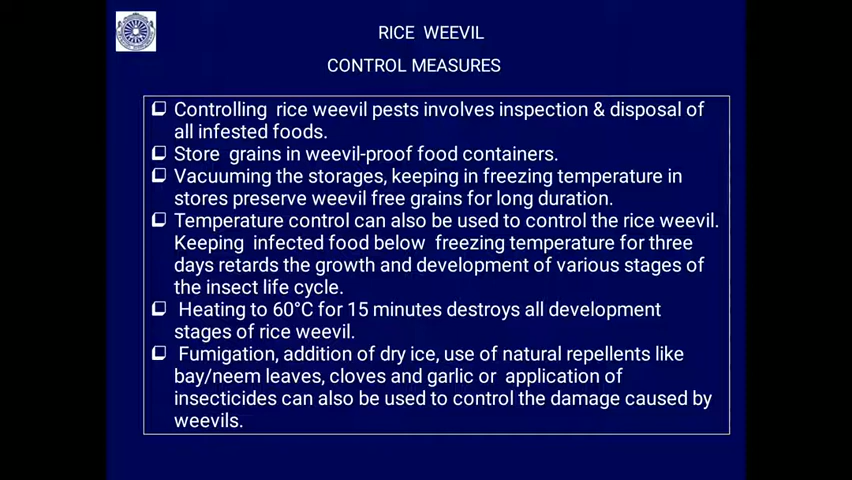 RICE WEEVIL
CONTROL MEASURES
❑ Controlling rice weevil pests involves inspection & disposal of
all infested foods.
❑ Store grains in weevil-proof food containers.
❑ Vacuuming the storages, keeping in freezing temperature in
stores preserve weevil free grains for long duration.
❑ Temperature control can also be used to control the rice weevil.
Keeping infected food below freezing temperature for three
days retards the growth and development of various stages of
the insect life cycle.
❑ Heating to 60°C for 15 minutes destroys all development
stages of rice weevil.
❑ Fumigation, addition of dry ice, use of natural repellents like
bay/neem leaves, cloves and garlic or application of
insecticides can also be used to control the damage caused by
weevils.